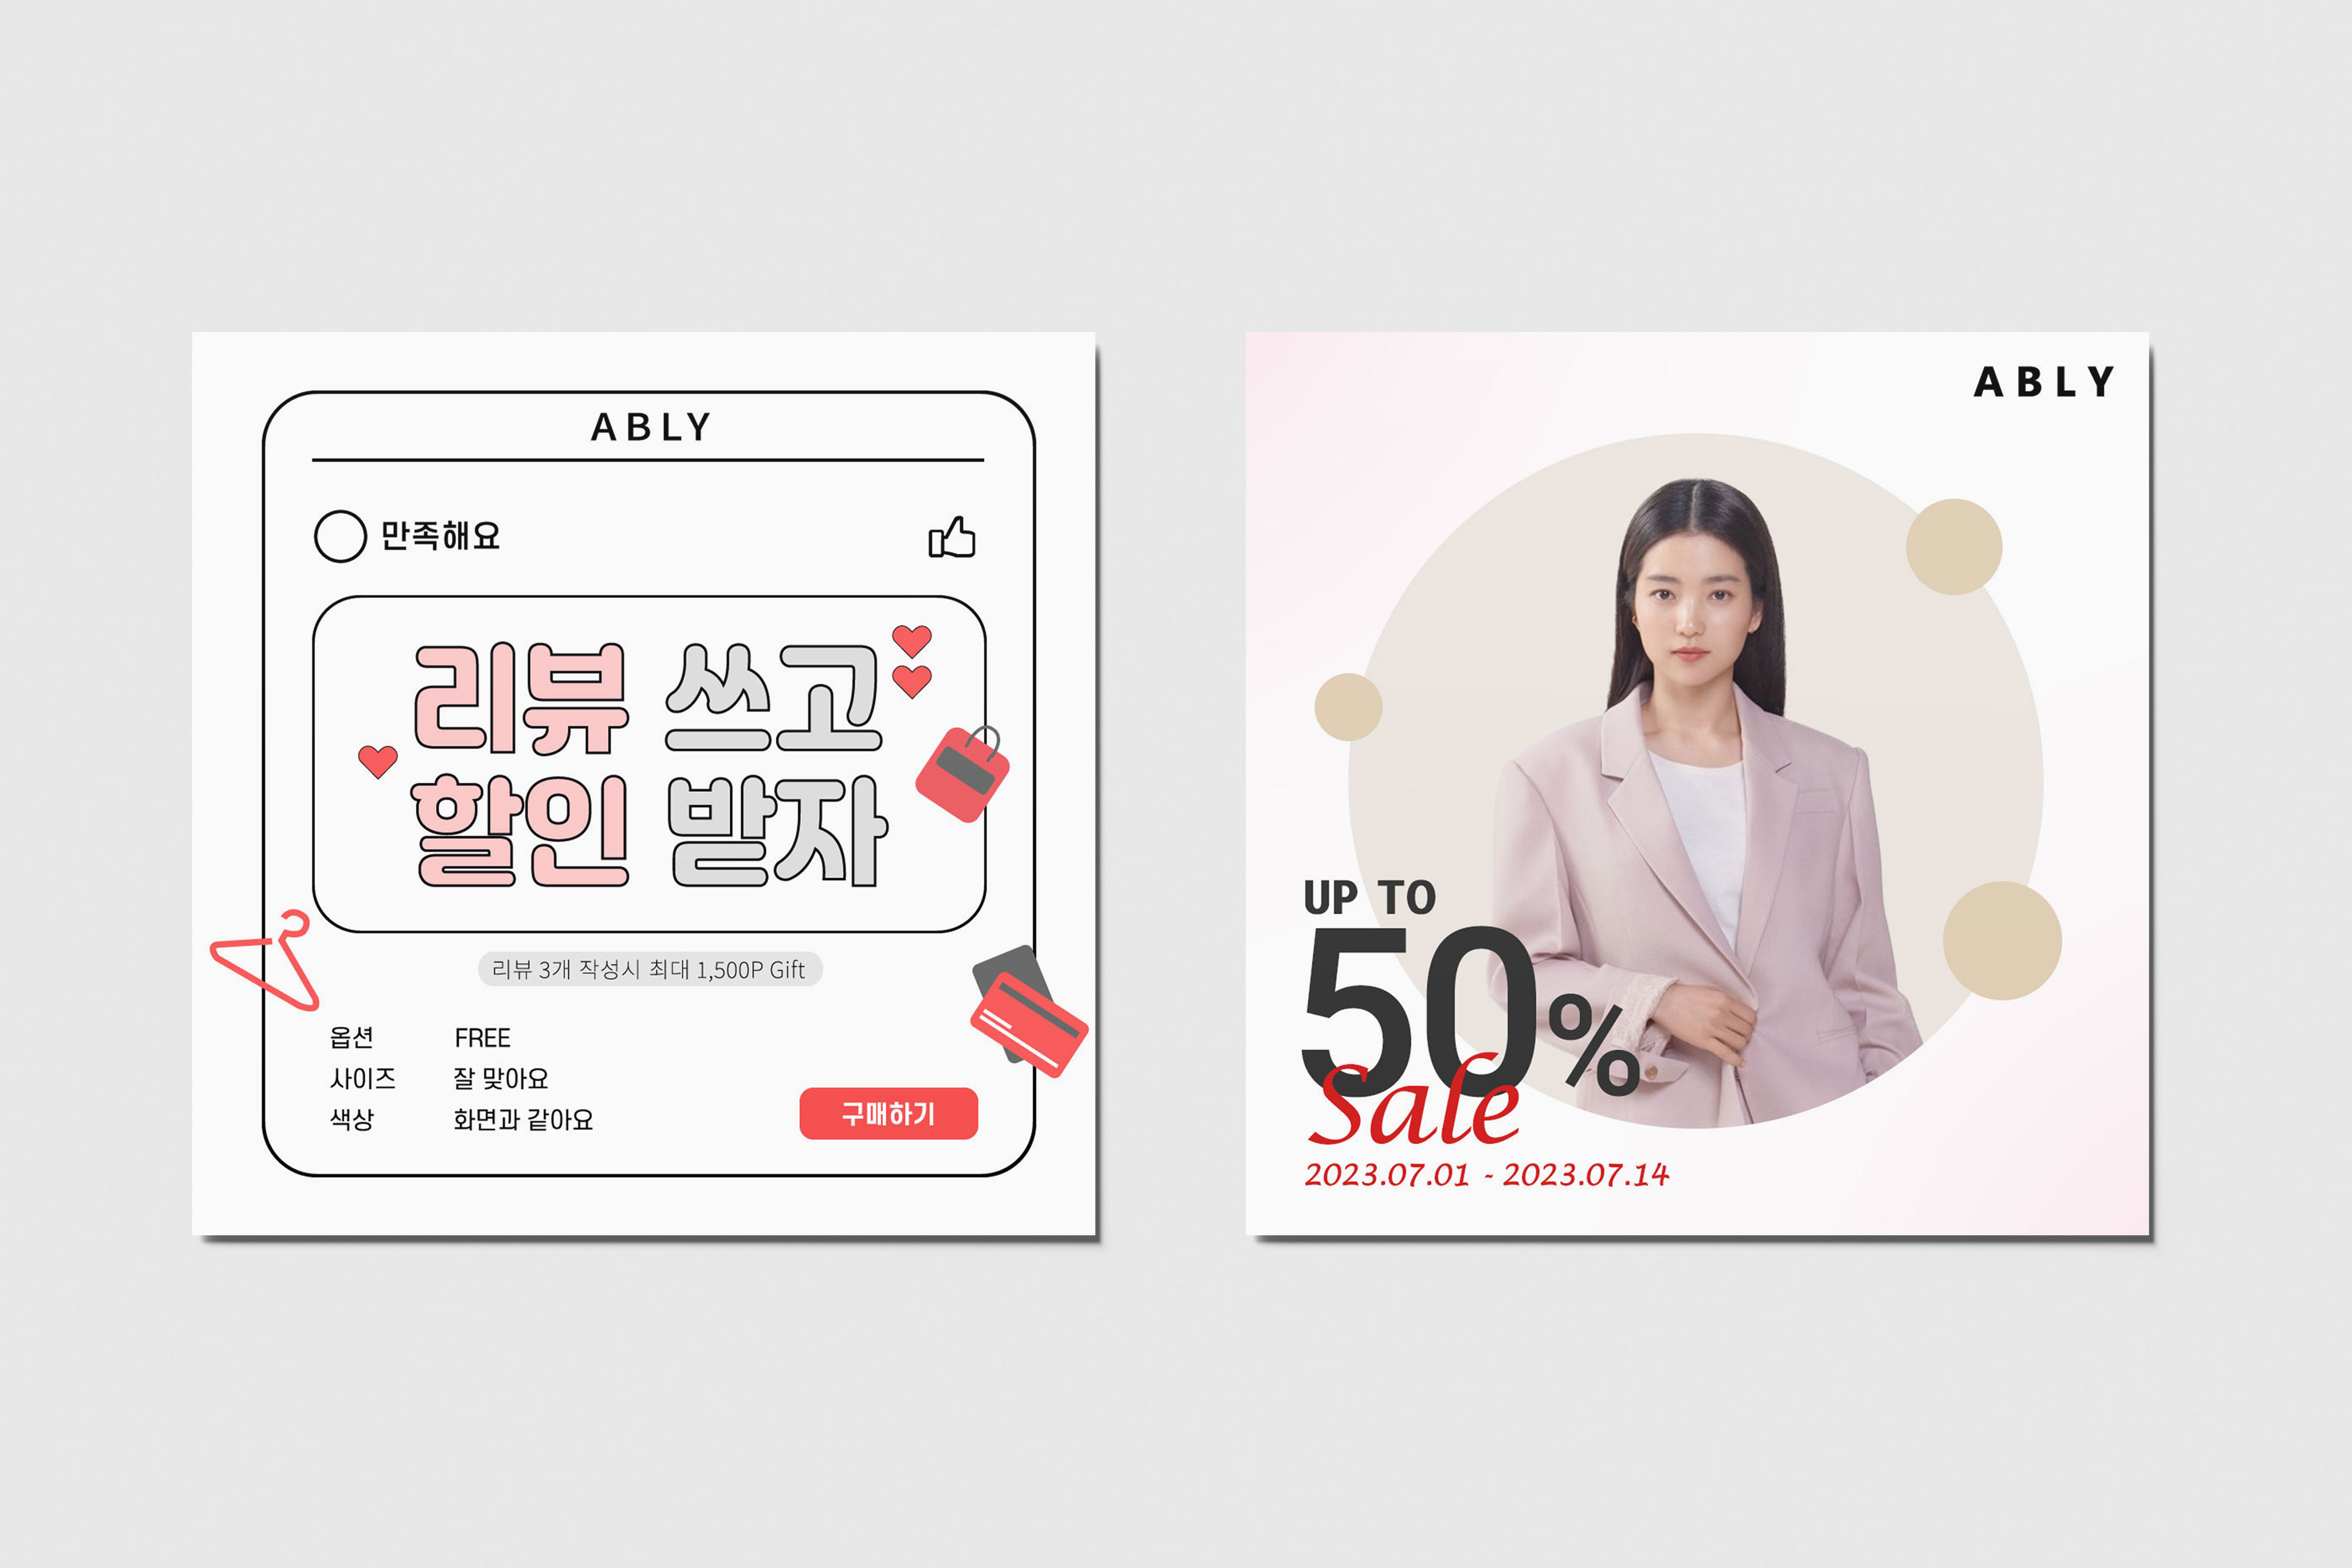 ABLY
만족해요
리뷰 쓰고
할인 받자
리뷰 3개 작성시 최대 1,500P Gift
옵션 FREE
사이즈 잘 맞아요
색상 화면과 같아요
구매하기
ABLY
UP TO
50%
Sale
2023.07.01 - 2023.07.14